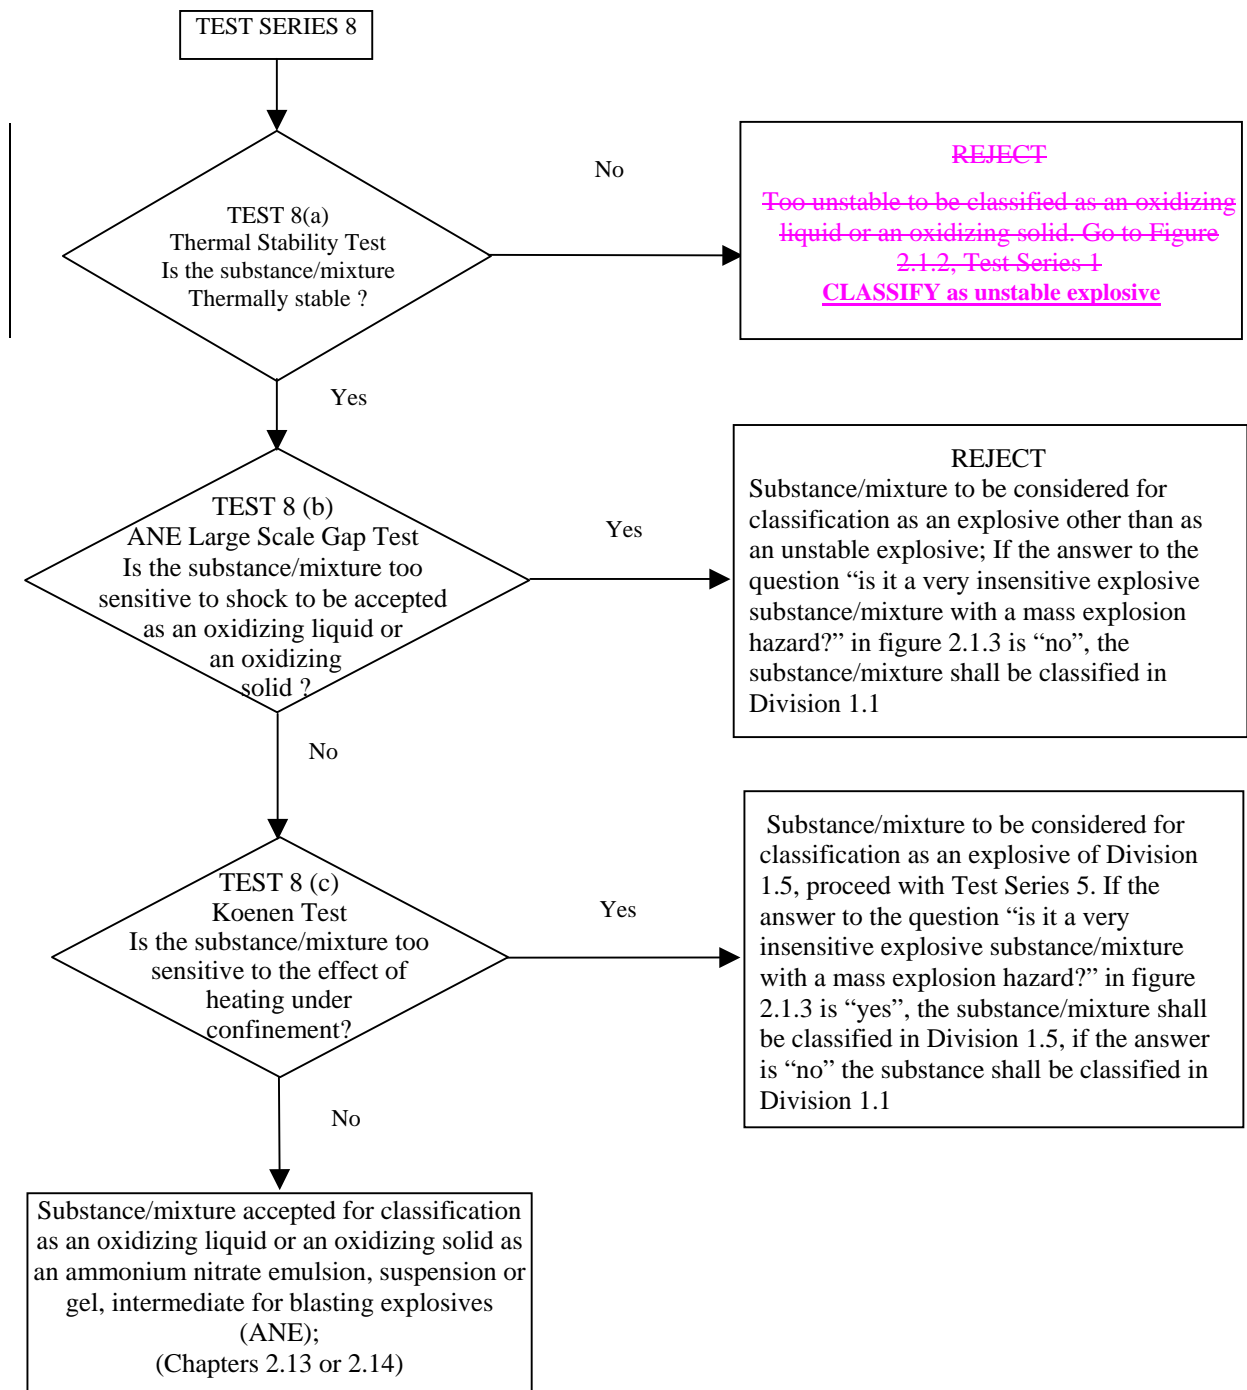 TEST SERIES 8
TEST 8(a)
Thermal Stability Test
Is the substance/mixture
Thermally stable ?
No
REJECT
Too unstable to be classified as an oxidizing
liquid or an oxidizing solid. Go to Figure
2.1.2, Test Series 1
CLASSIFY as unstable explosive
Yes
TEST 8 (b)
ANE Large Scale Gap Test
Is the substance/mixture too
sensitive to shock to be accepted
as an oxidizing liquid or
an oxidizing
solid ?
Yes
REJECT
Substance/mixture to be considered for
classification as an explosive other than as
an unstable explosive; If the answer to the
question “is it a very insensitive explosive
substance/mixture with a mass explosion
hazard?” in figure 2.1.3 is “no”, the
substance/mixture shall be classified in
Division 1.1
No
TEST 8 (c)
Koenen Test
Is the substance/mixture too
sensitive to the effect of
heating under
confinement?
Yes
Substance/mixture to be considered for
classification as an explosive of Division
1.5, proceed with Test Series 5. If the
answer to the question “is it a very
insensitive explosive substance/mixture
with a mass explosion hazard?” in figure
2.1.3 is “yes”, the substance/mixture shall
be classified in Division 1.5, if the answer
is “no” the substance shall be classified in
Division 1.1
No
Substance/mixture accepted for classification
as an oxidizing liquid or an oxidizing solid as
an ammonium nitrate emulsion, suspension or
gel, intermediate for blasting explosives
(ANE);
(Chapters 2.13 or 2.14)